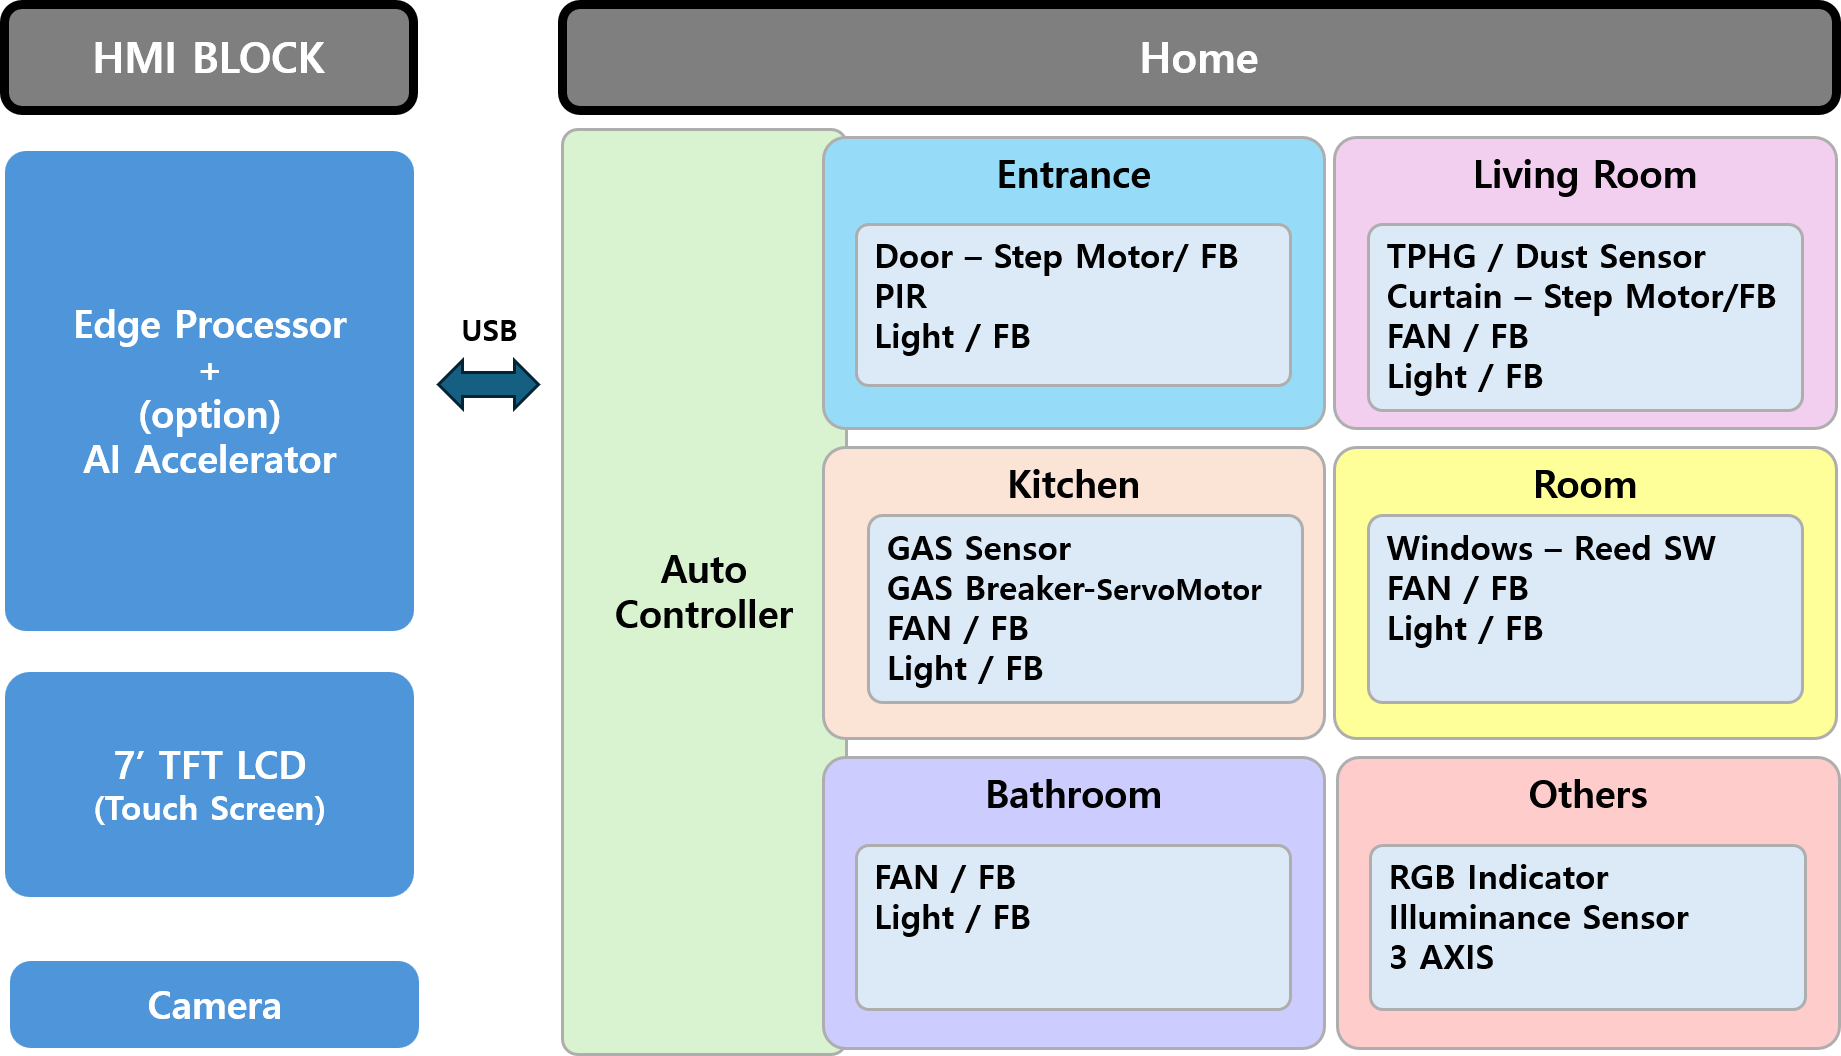 HMI BLOCK
Edge Processor
+
(option)
AI Accelerator
7′ TFT LCD
(Touch Screen)
Camera
USB
Home
Auto
Controller
Entrance
Door – Step Motor/ FB
PIR
Light / FB
Living Room
TPHG / Dust Sensor
Curtain – Step Motor/FB
FAN / FB
Light / FB
Kitchen
GAS Sensor
GAS Breaker-ServoMotor
FAN / FB
Light / FB
Room
Windows – Reed SW
FAN / FB
Light / FB
Bathroom
FAN / FB
Light / FB
Others
RGB Indicator
Illuminance Sensor
3 AXIS